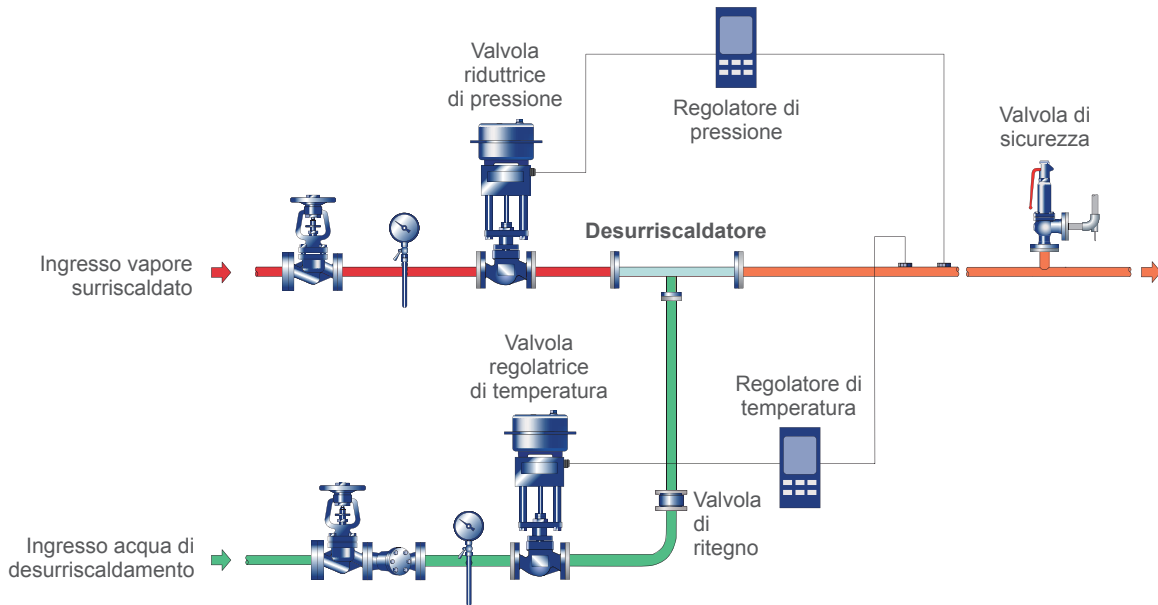 Valvola
riduttrice
di pressione
Regolatore di
pressione
Valvola di
sicurezza
Desurriscaldatore
Ingresso vapore
surriscaldato
Valvola
regolatrice
di temperatura
Regolatore di
temperatura
Valvola
di
ritegno
Ingresso acqua di
desurriscaldamento